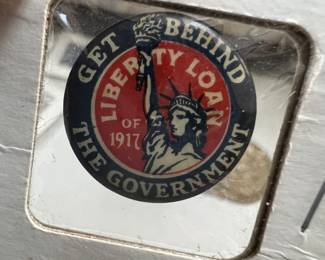 GET BEHIND
THE GOVERNMENT
LIBERTY LOAN
OF
1917